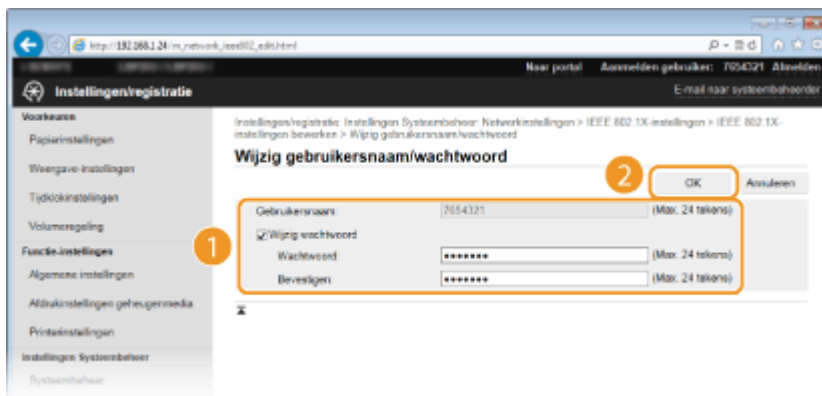 http://192.168.1.24/m_network_ieee802_edit.html
Naar portal Aanmelden gebruiker: 7654321 Afmelden
Instellingen/registratie
E-mail naar systeembeheerder
Voorkeuren
Papierinstellingen
Weergave-instellingen
Tijdklokinstellingen
Volumeregeling
Functie-instellingen
Algemene instellingen
Afdrukinstellingen geheugenmedia
Printerinstellingen
Instellingen Systeembeheer
Systeembeheer
Instellingen/registratie: Instellingen Systeembeheer: Netwerkinstellingen > IEEE 802.1X-instellingen > IEEE 802.1X-
instellingen bewerken > Wijzig gebruikersnaam/wachtwoord
Wijzig gebruikersnaam/wachtwoord
2
OK Annuleren
1
Gebruikersnaam: 7654321 (Max. 24 tekens)
Wijzig wachtwoord
Wachtwoord: ••••••• (Max. 24 tekens)
Bevestigen: ••••••• (Max. 24 tekens)